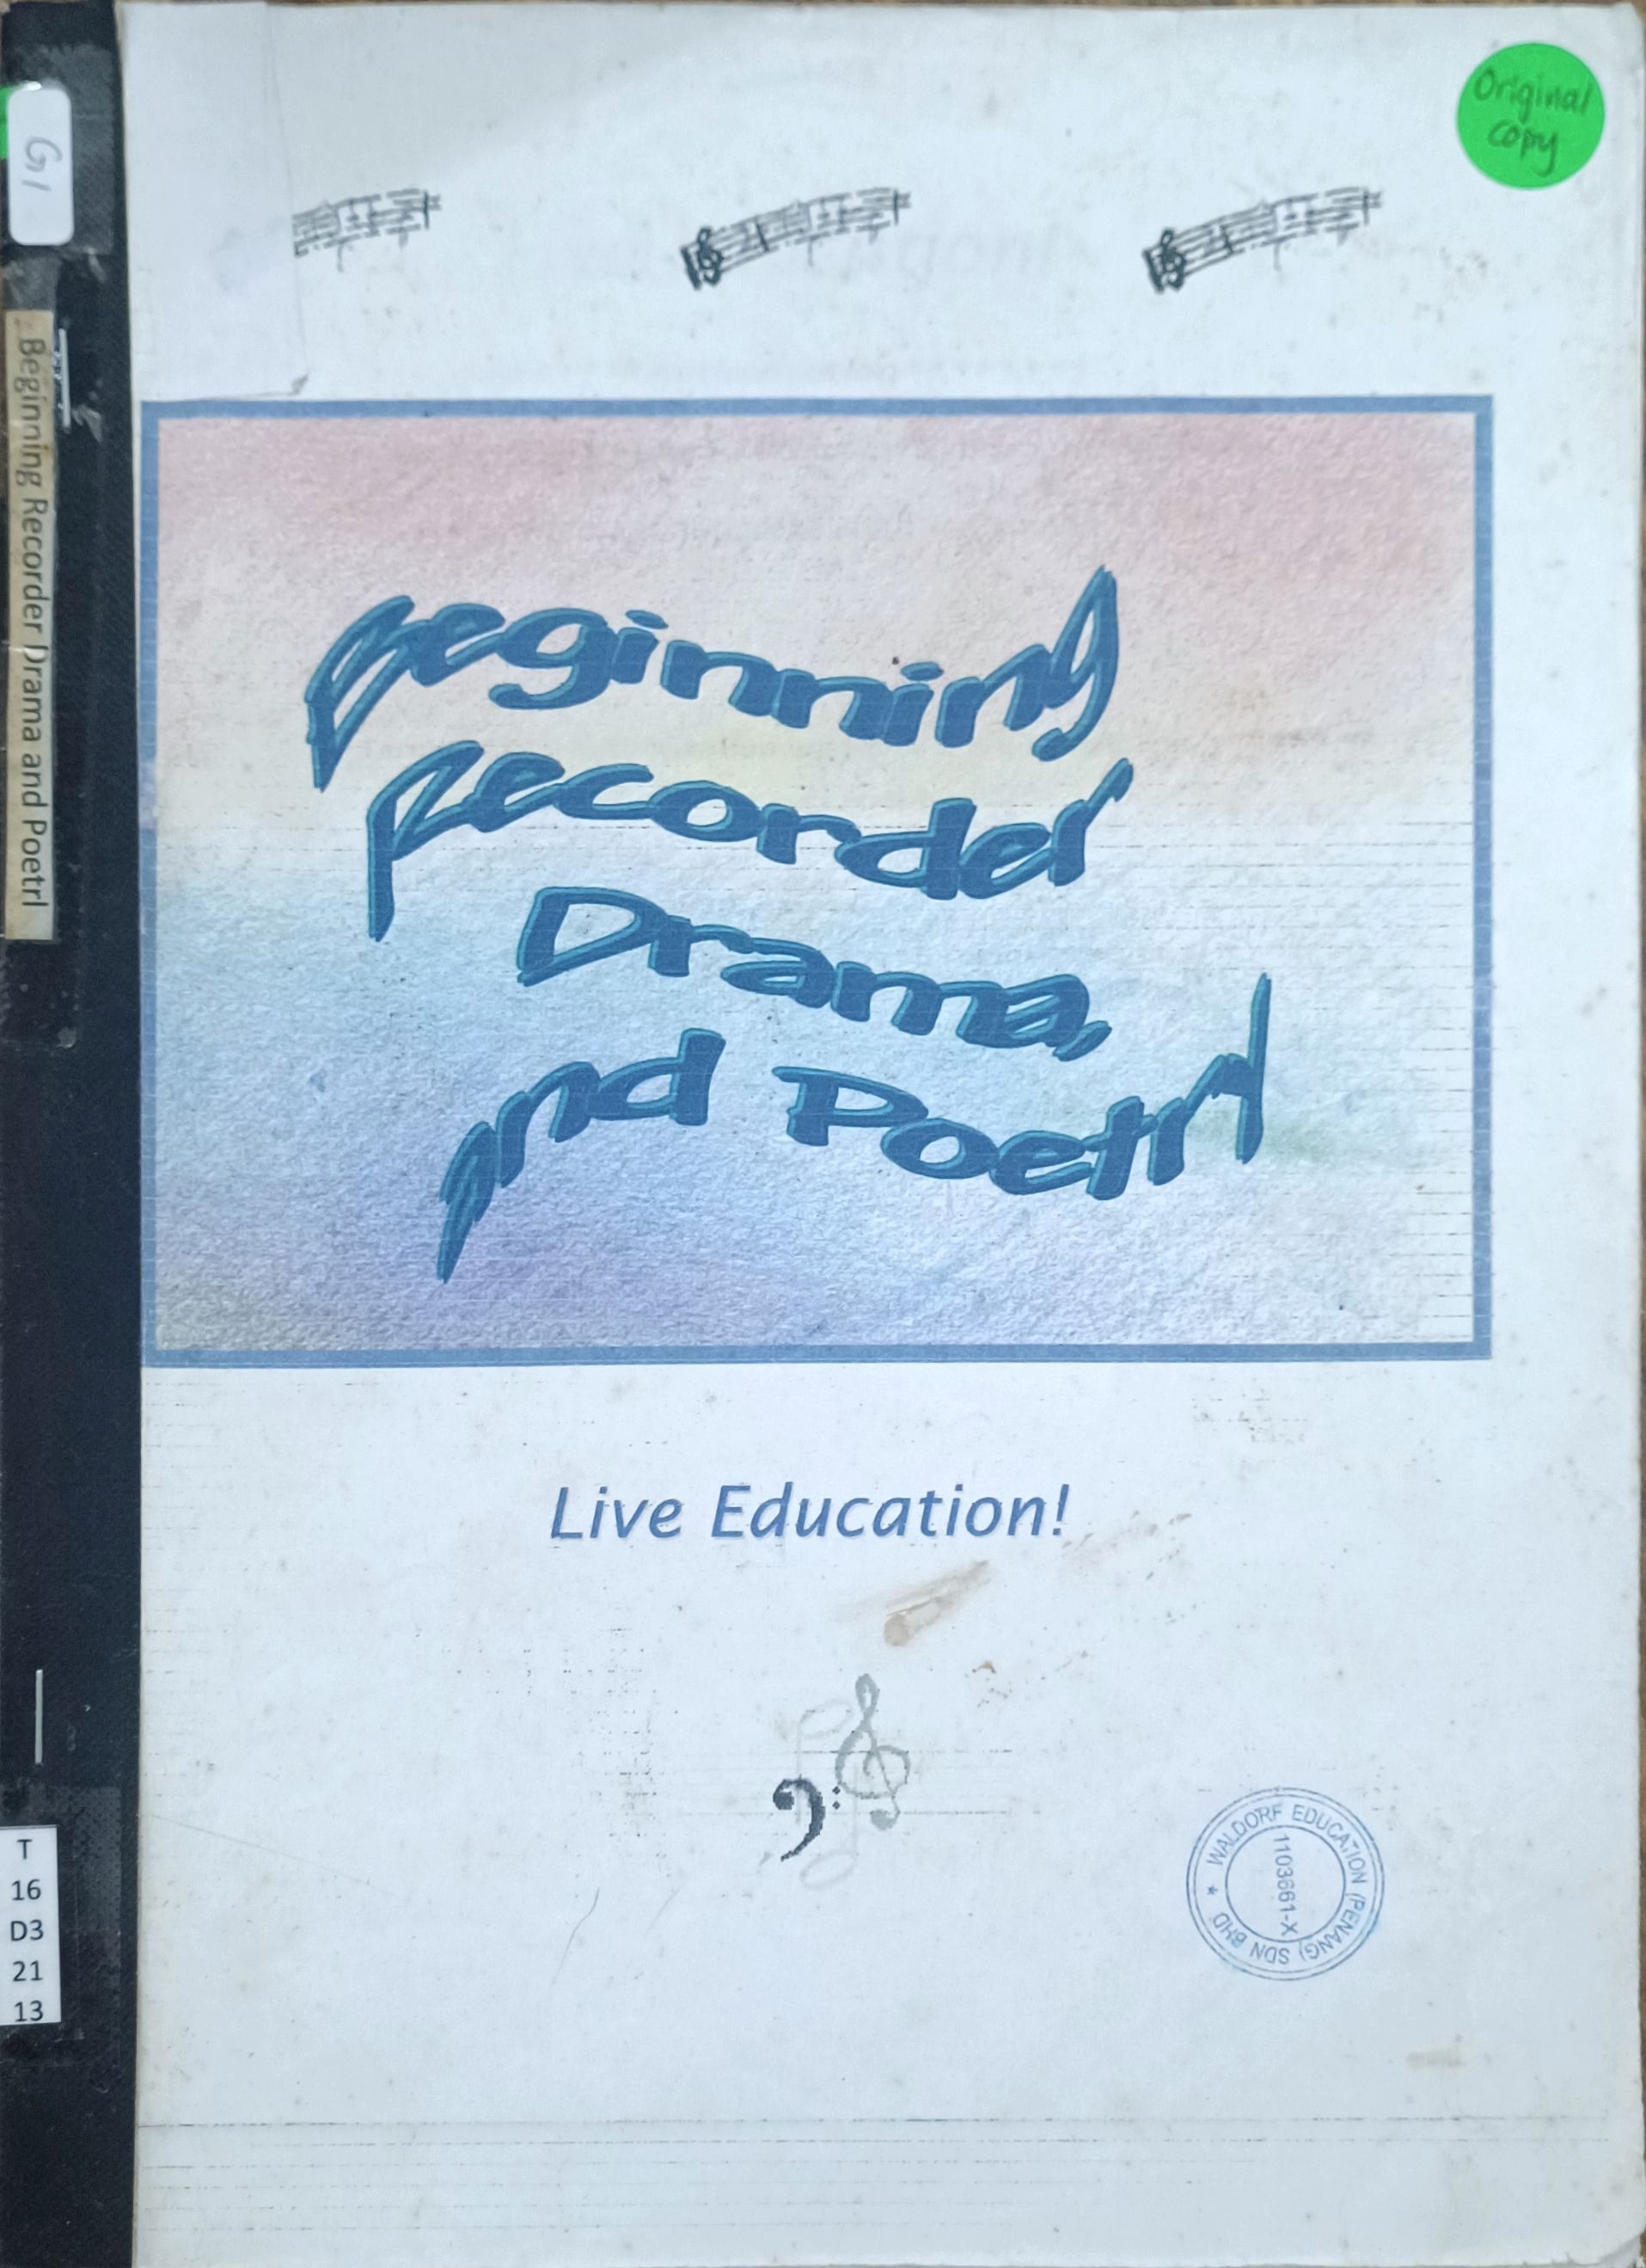 Original
copy
G1
Beginning Recorder Drama and Poetrl
Beginning
Recorder
Drama,
and Poetry
Live Education!
WALDORF EDUCATION (PENANG) SDN BHD ★
1103661-X
T
16
D3
21
13